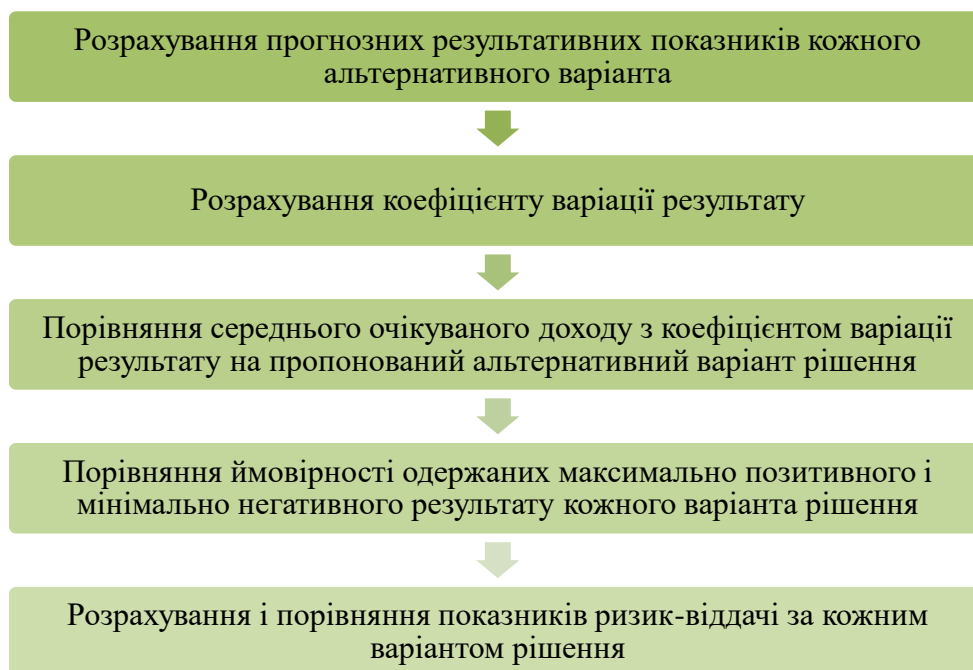 Розрахування прогнозних результативних показників кожного
альтернативного варіанта
Розрахування коефіцієнту варіації результату
Порівняння середнього очікуваного доходу з коефіцієнтом варіації
результату на пропонований альтернативний варіант рішення
Порівняння ймовірності одержаних максимально позитивного і
мінімально негативного результату кожного варіанта рішення
Розрахування і порівняння показників ризик-віддачі за кожним
варіантом рішення